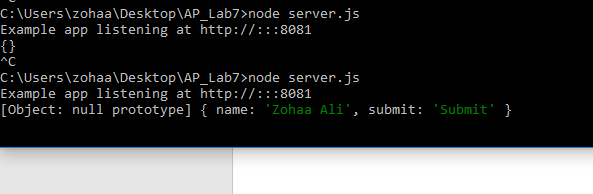 C:\Users\zohaa\Desktop\AP_Lab7>node server.js
Example app listening at http://:::8081
{}
^C
C:\Users\zohaa\Desktop\AP_Lab7>node server.js
Example app listening at http://:::8081
[Object: null prototype] { name: 'Zohaa Ali', submit: 'Submit' }